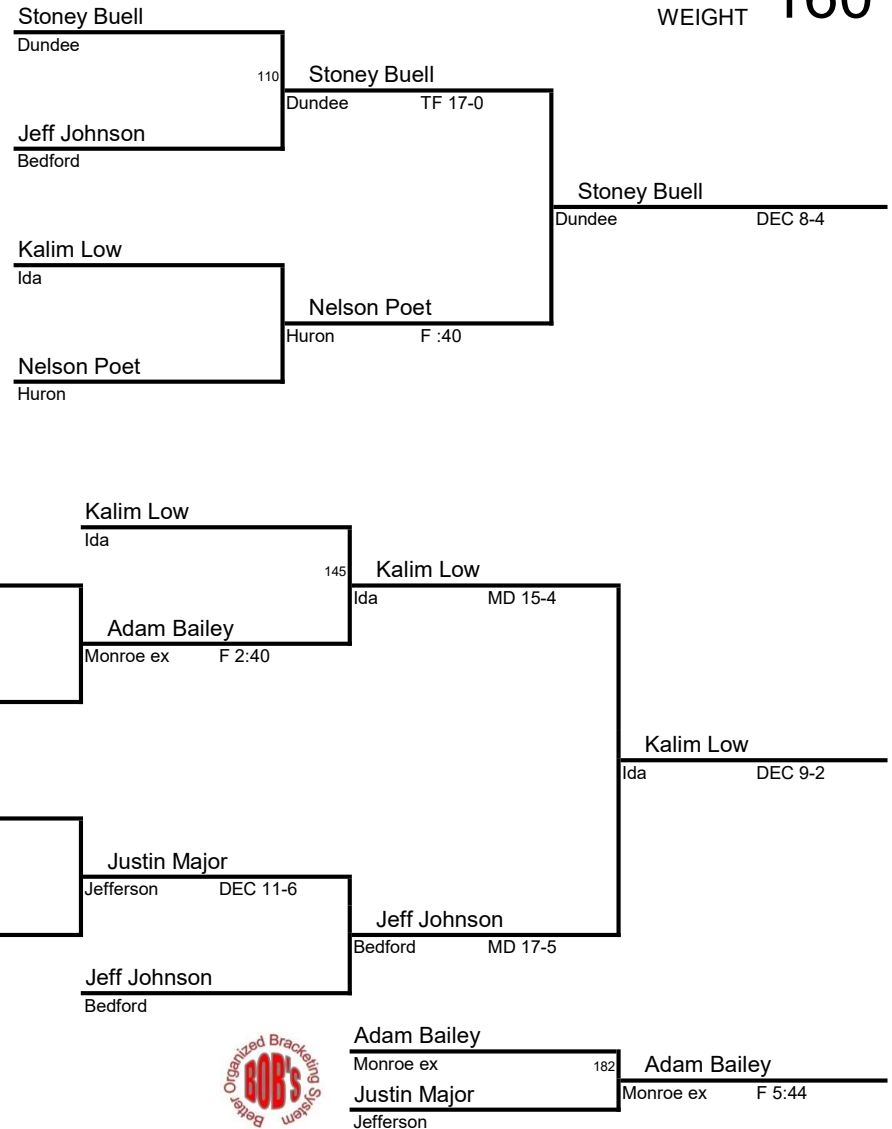 WEIGHT 160
Stoney Buell
Dundee
110
Stoney Buell
Dundee TF 17-0
Jeff Johnson
Bedford
Stoney Buell
Dundee DEC 8-4
Kalim Low
Ida
Nelson Poet
Huron F :40
Nelson Poet
Huron
Kalim Low
Ida
145
Kalim Low
Ida MD 15-4
Adam Bailey
Monroe ex F 2:40
Kalim Low
Ida DEC 9-2
Justin Major
Jefferson DEC 11-6
Jeff Johnson
Bedford MD 17-5
Jeff Johnson
Bedford
Better Organized Bracketing System
BOB'S
Adam Bailey
Monroe ex
182
Adam Bailey
Monroe ex F 5:44
Justin Major
Jefferson